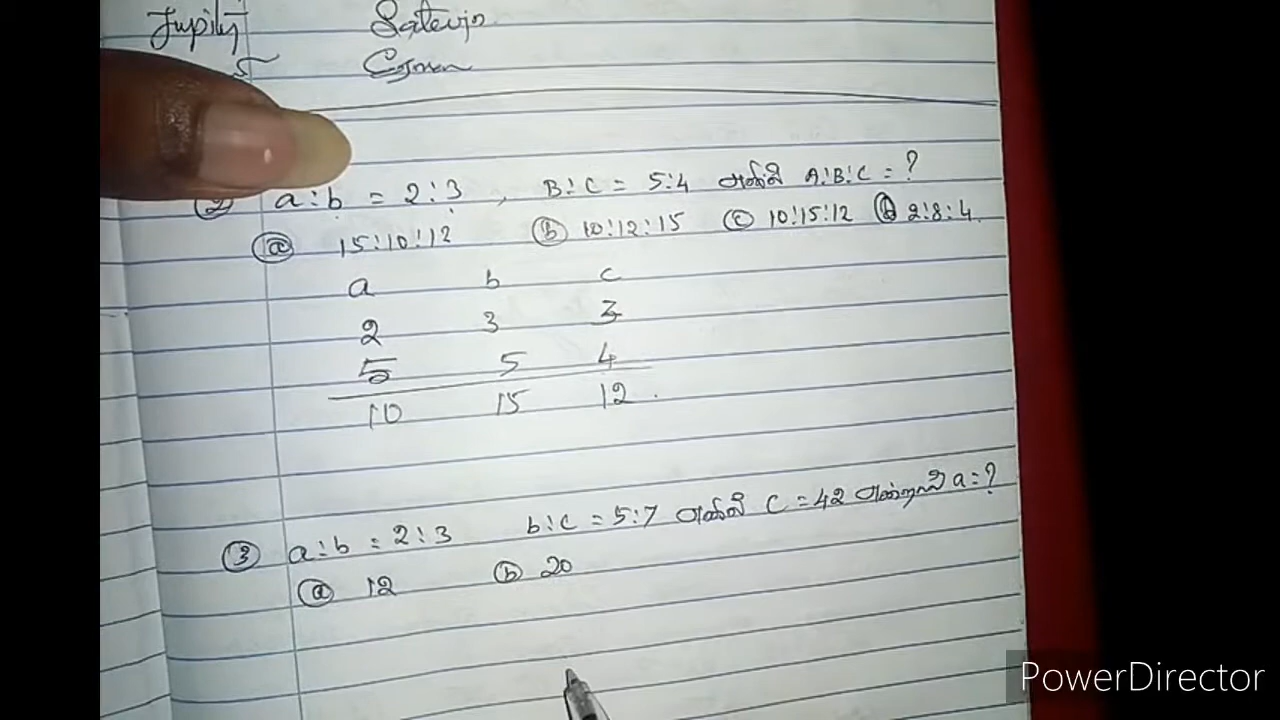 ② a:b = 2:3 , B:C = 5:4 A:B:C = ?
ⓐ 15:10:12 ⓑ 10:12:15 ⓒ 10:15:12 ⓓ 2:8:4.
a b c
2 3 3
5 5 4
10 15 12.
③ a:b = 2:3 b:c = 5:7 C = 42 a = ?
ⓐ 12 ⓑ 20
PowerDirector